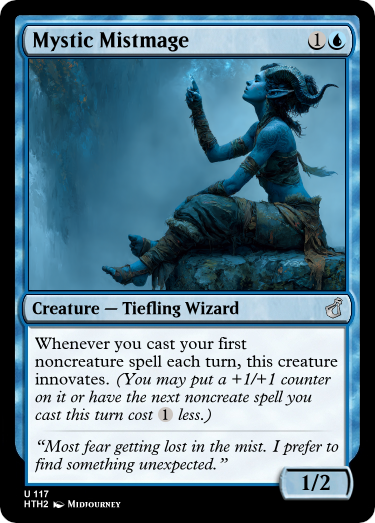 Mystic Mistmage 1
Creature — Tiefling Wizard
Whenever you cast your first
noncreature spell each turn, this creature
innovates. (You may put a +1/+1 counter
on it or have the next noncreate spell you
cast this turn cost 1 less.)
“Most fear getting lost in the mist. I prefer to
find something unexpected.”
1/2
U 117
HTH2 Midjourney